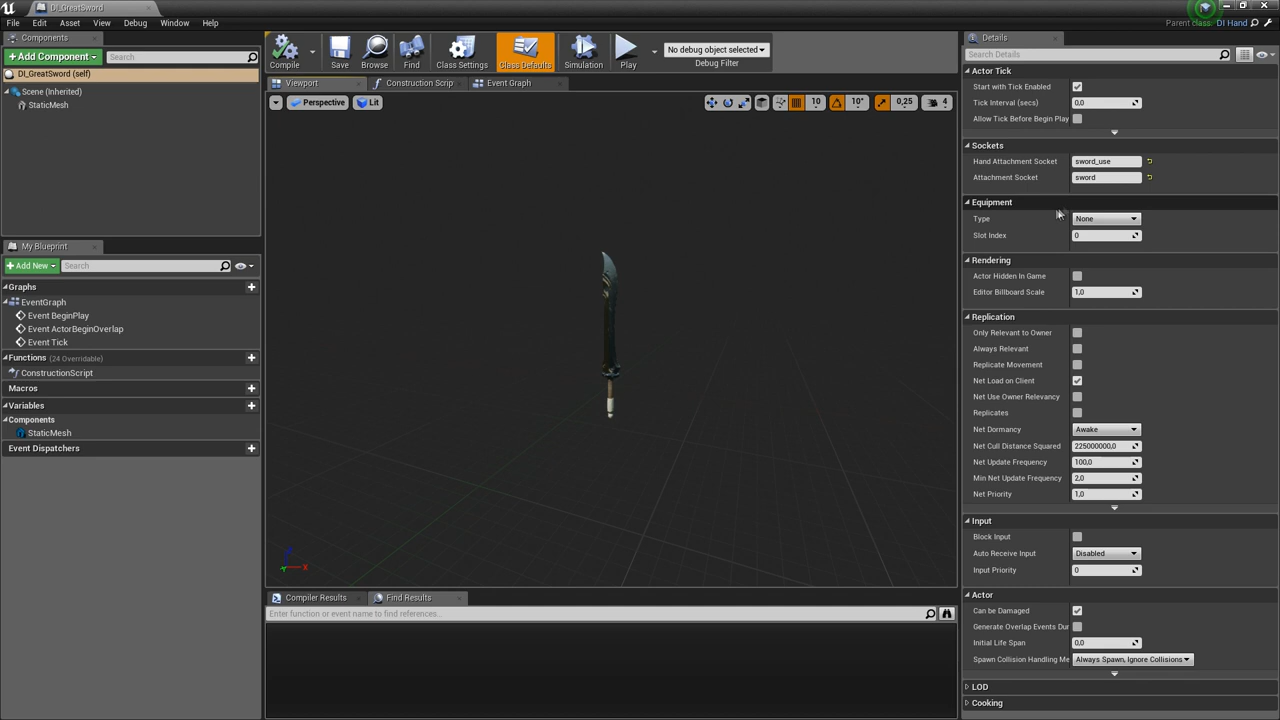 DI_GreatSword
File Edit Asset View Debug Window Help
Parent class: DI Hand
Components
+ Add Component
Search
DI_GreatSword (self)
Scene (Inherited)
StaticMesh
My Blueprint
+ Add New
Search
Graphs
EventGraph
Event BeginPlay
Event ActorBeginOverlap
Event Tick
Functions (24 Overridable)
ConstructionScript
Macros
Variables
Components
StaticMesh
Event Dispatchers
Compile
Save
Browse
Find
Class Settings
Class Defaults
Simulation
Play
No debug object selected
Debug Filter
Viewport
Construction Scrip
Event Graph
Perspective
Lit
10
10°
0,25
4
Compiler Results
Find Results
Enter function or event name to find references...
Details
Search Details
Actor Tick
Start with Tick Enabled
Tick Interval (secs) 0,0
Allow Tick Before Begin Play
Sockets
Hand Attachment Socket sword_use
Attachment Socket sword
Equipment
Type None
Slot Index 0
Rendering
Actor Hidden In Game
Editor Billboard Scale 1,0
Replication
Only Relevant to Owner
Always Relevant
Replicate Movement
Net Load on Client
Net Use Owner Relevancy
Replicates
Net Dormancy Awake
Net Cull Distance Squared 225000000,0
Net Update Frequency 100,0
Min Net Update Frequency 2,0
Net Priority 1,0
Input
Block Input
Auto Receive Input Disabled
Input Priority 0
Actor
Can be Damaged
Generate Overlap Events Dur
Initial Life Span 0,0
Spawn Collision Handling Me Always Spawn, Ignore Collisions
LOD
Cooking